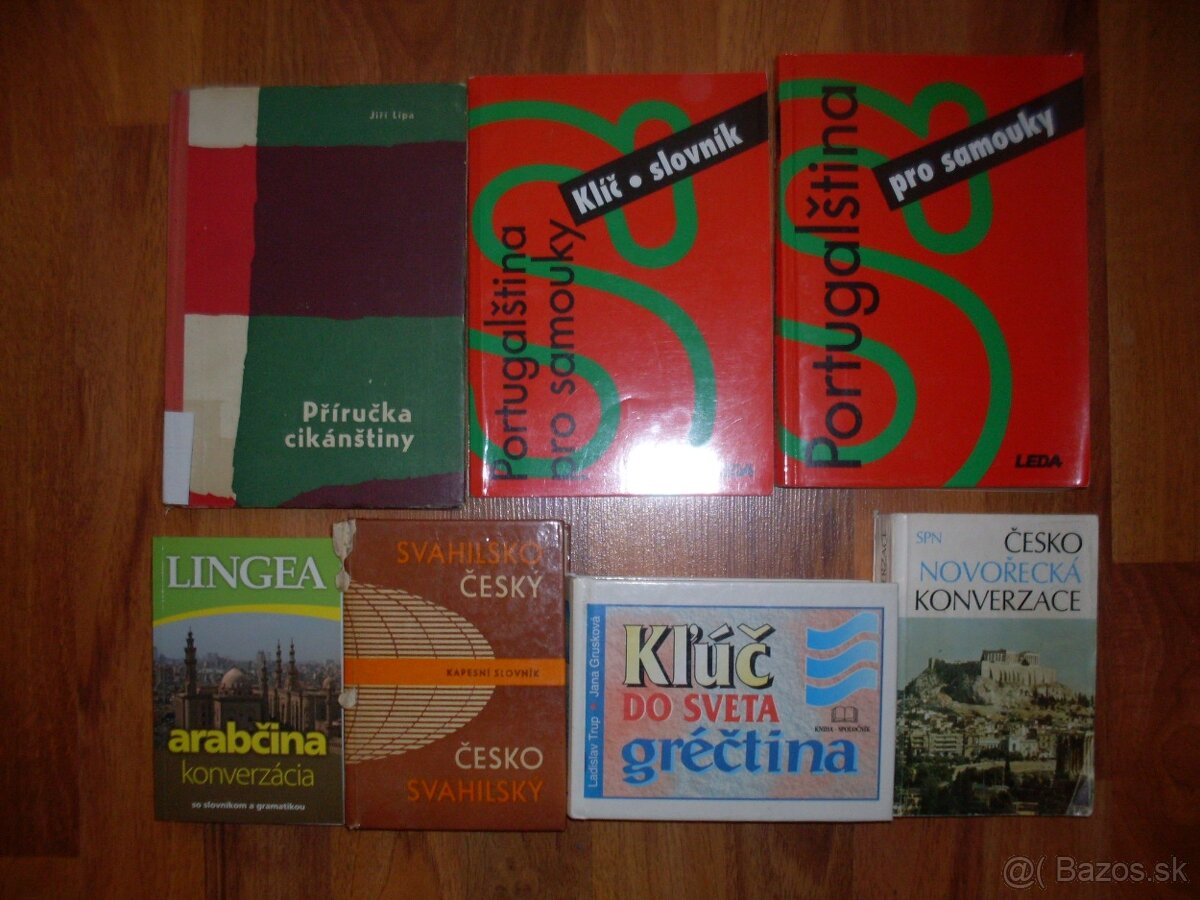 Jiří Lípa
Příručka
cikánštiny
Portugalština
pro samouky
Klíč • slovník
Portugalština
pro samouky
LEDA
LINGEA
arabčina
konverzácia
so slovníkom a gramatikou
SVAHILSKO
ČESKÝ
KAPESNÍ SLOVNÍK
ČESKO
SVAHILSKY
Ladislav Trup • Jana Grusková
Kľúč
DO SVETA
gréčtina
KNIHA - SPOLOČNÍK
SPN
ČESKO
NOVOŘECKÁ
KONVERZACE
@( Bazos.sk